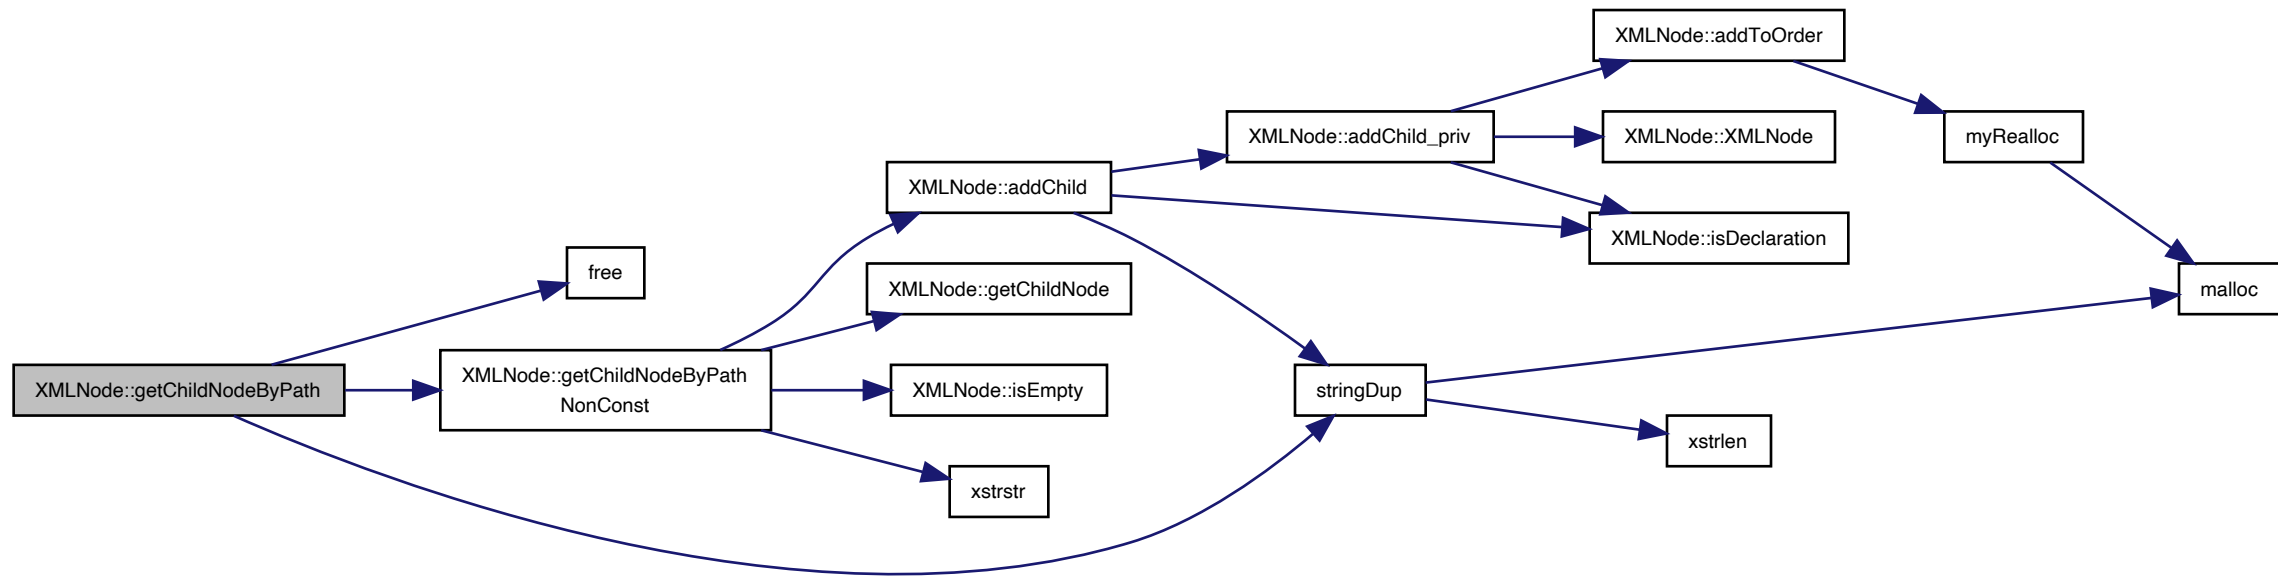 XMLNode::getChildNodeByPath
free
XMLNode::getChildNodeByPath
NonConst
XMLNode::addChild
XMLNode::getChildNode
XMLNode::isEmpty
xstrstr
XMLNode::addChild_priv
stringDup
XMLNode::addToOrder
XMLNode::XMLNode
XMLNode::isDeclaration
xstrlen
myRealloc
malloc